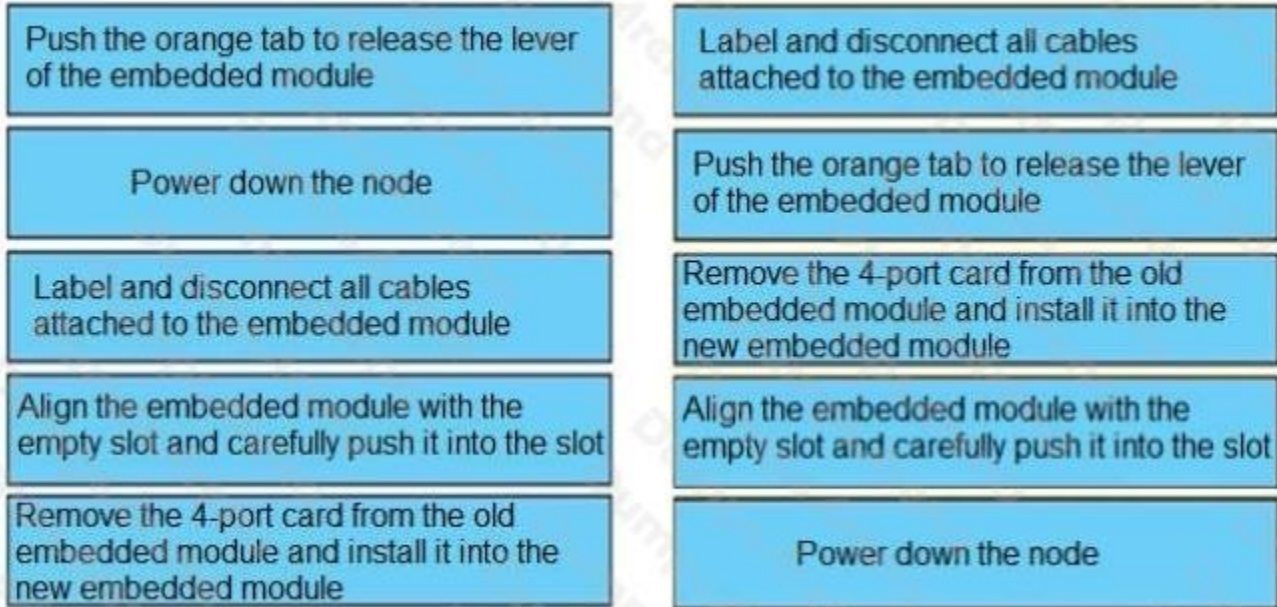 Push the orange tab to release the lever
of the embedded module
Power down the node
Label and disconnect all cables
attached to the embedded module
Align the embedded module with the
empty slot and carefully push it into the slot
Remove the 4-port card from the old
embedded module and install it into the
new embedded module
Label and disconnect all cables
attached to the embedded module
Push the orange tab to release the lever
of the embedded module
Remove the 4-port card from the old
embedded module and install it into the
new embedded module
Align the embedded module with the
empty slot and carefully push it into the slot
Power down the node